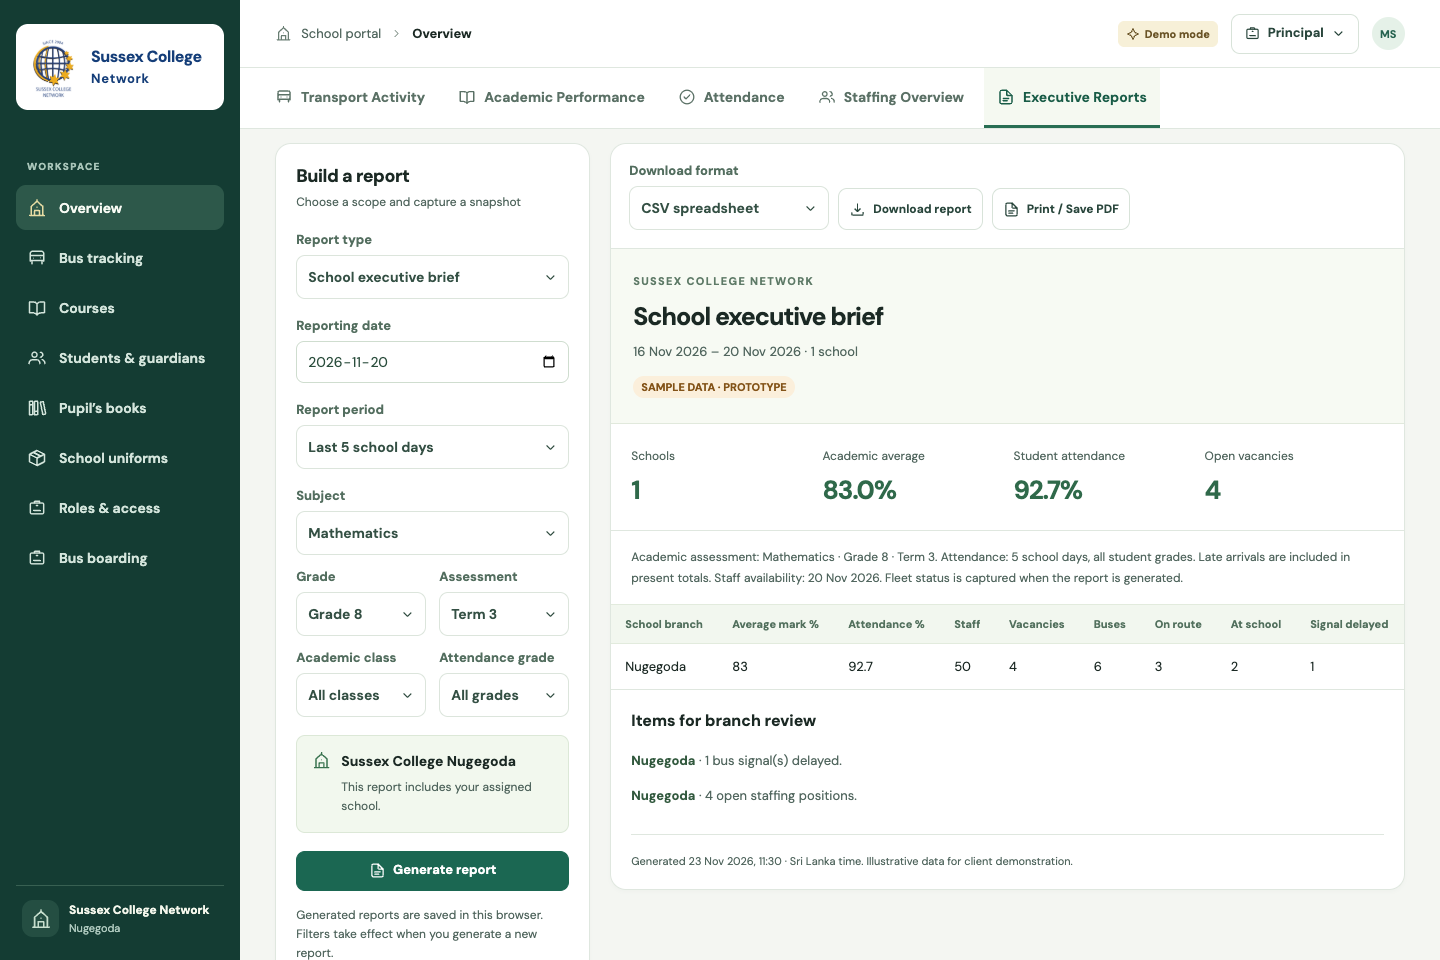 SUSSEX COLLEGE
NETWORK
Sussex College
Network
WORKSPACE
Overview
Bus tracking
Courses
Students & guardians
Pupil's books
School uniforms
Roles & access
Bus boarding
Sussex College Network
Nugegoda
School portal
Overview
Demo mode
Principal
MS
Transport Activity
Academic Performance
Attendance
Staffing Overview
Executive Reports
Build a report
Choose a scope and capture a snapshot
Report type
School executive brief
Reporting date
2026-11-20
Report period
Last 5 school days
Subject
Mathematics
Grade Assessment
Grade 8 Term 3
Academic class Attendance grade
All classes All grades
Sussex College Nugegoda
This report includes your assigned
school.
Generate report
Generated reports are saved in this browser.
Filters take effect when you generate a new
report.
Download format
CSV spreadsheet
Download report
Print / Save PDF
SUSSEX COLLEGE NETWORK
School executive brief
16 Nov 2026 – 20 Nov 2026 · 1 school
SAMPLE DATA · PROTOTYPE
Schools Academic average Student attendance Open vacancies
1 83.0% 92.7% 4
Academic assessment: Mathematics · Grade 8 · Term 3. Attendance: 5 school days, all student grades. Late arrivals are included in
present totals. Staff availability: 20 Nov 2026. Fleet status is captured when the report is generated.
School branch Average mark % Attendance % Staff Vacancies Buses On route At school Signal delayed
Nugegoda 83 92.7 50 4 6 3 2 1
Items for branch review
Nugegoda · 1 bus signal(s) delayed.
Nugegoda · 4 open staffing positions.
Generated 23 Nov 2026, 11:30 · Sri Lanka time. Illustrative data for client demonstration.